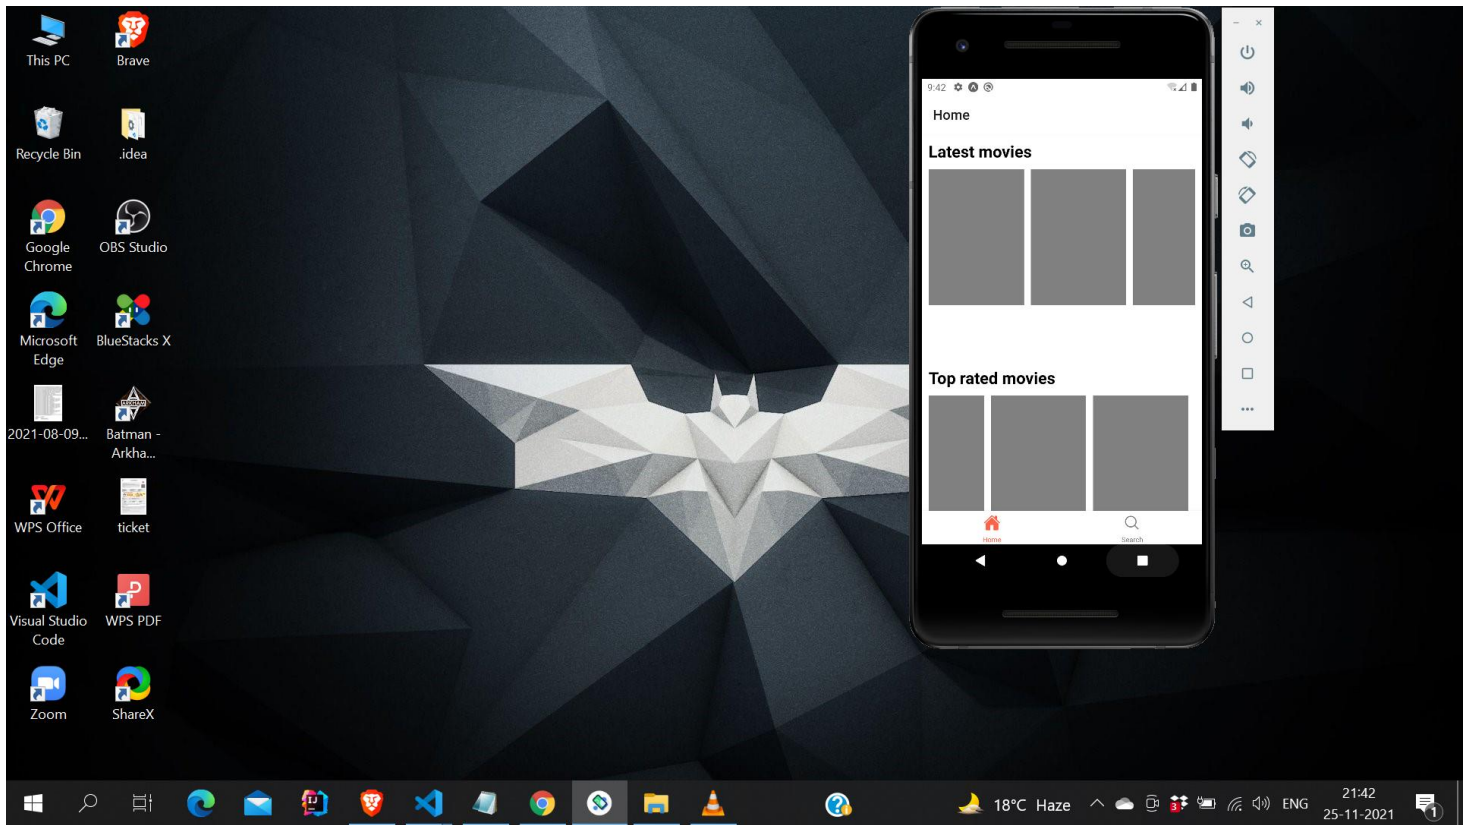 This PC
Brave
Recycle Bin
.idea
Google
Chrome
OBS Studio
Microsoft
Edge
BlueStacks X
2021-08-09...
Batman -
Arkha...
WPS Office
ticket
Visual Studio
Code
WPS PDF
Zoom
ShareX
9:42
Home
Latest movies
Top rated movies
Home
Search
18°C Haze
3
ENG
21:42
25-11-2021
1